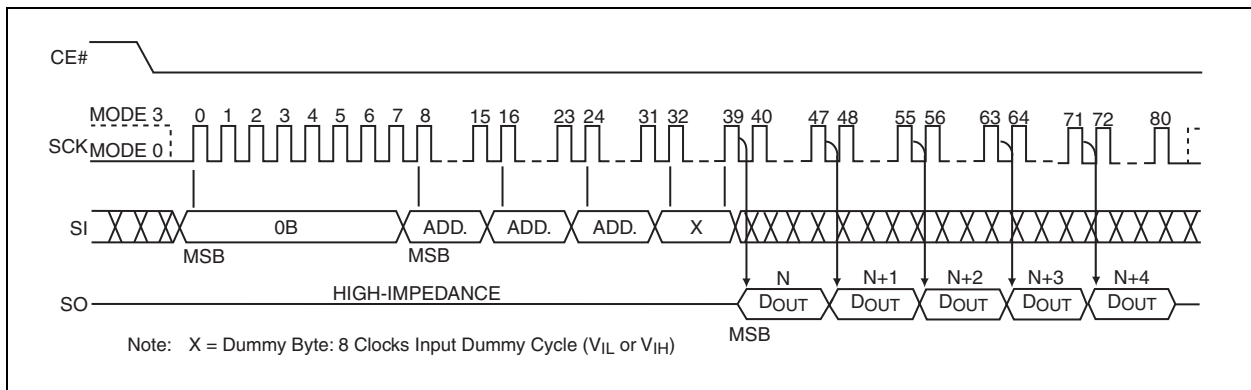 CE#
MODE 3
0 1 2 3 4 5 6 7 8 15 16 23 24 31 32 39 40 47 48 55 56 63 64 71 72 80
SCK MODE 0
SI 0B ADD. ADD. ADD. X
MSB MSB
N N+1 N+2 N+3 N+4
SO HIGH-IMPEDANCE DOUT DOUT DOUT DOUT DOUT
MSB
Note: X = Dummy Byte: 8 Clocks Input Dummy Cycle (VIL or VIH)